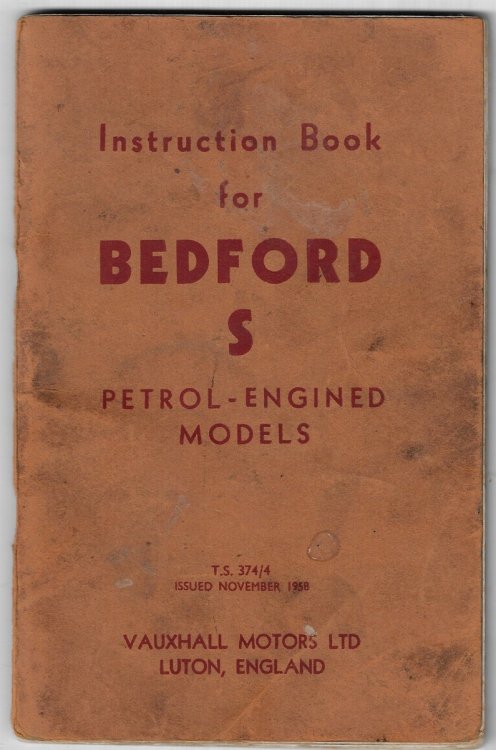 Instruction Book
for
BEDFORD
S
PETROL-ENGINED
MODELS
T.S. 374/4
ISSUED NOVEMBER 1958
VAUXHALL MOTORS LTD
LUTON, ENGLAND